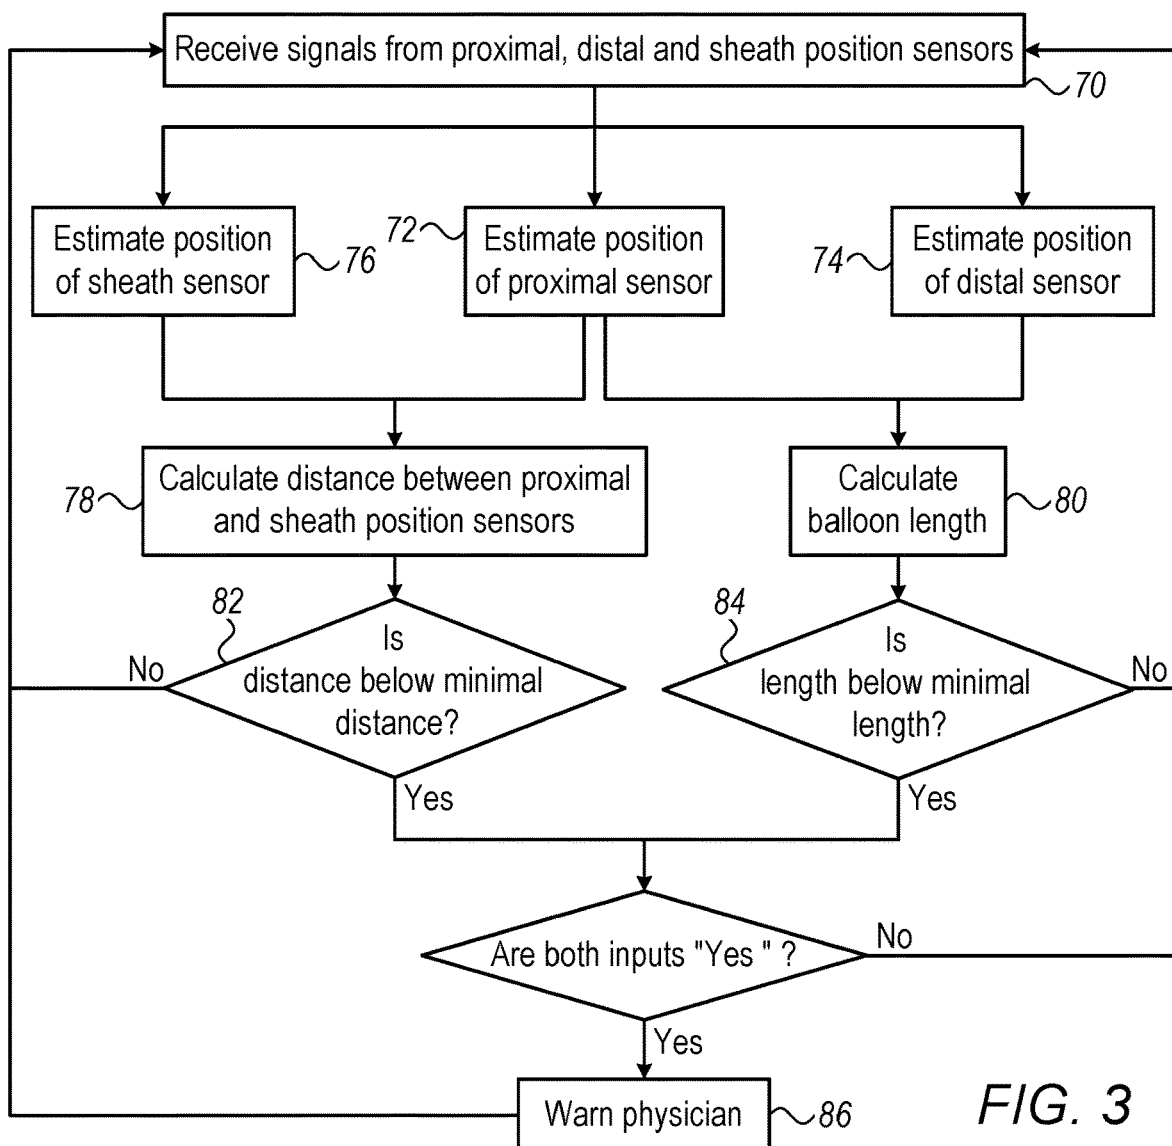 Receive signals from proximal, distal and sheath position sensors
70
Estimate position
of sheath sensor
76
72
Estimate position
of proximal sensor
74
Estimate position
of distal sensor
78
Calculate distance between proximal
and sheath position sensors
Calculate
balloon length
80
82
Is
distance below minimal
distance?
No
Yes
84
Is
length below minimal
length?
No
Yes
Are both inputs "Yes " ?
No
Yes
Warn physician
86
FIG. 3